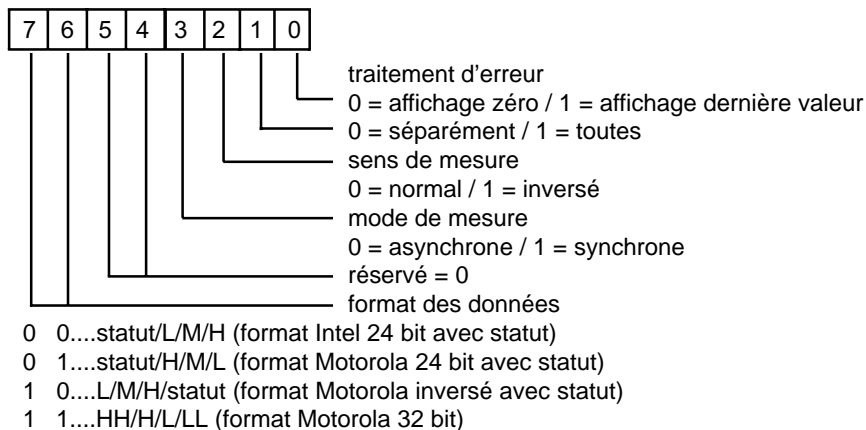 7 6 5 4 3 2 1 0
traitement d'erreur
0 = affichage zéro / 1 = affichage dernière valeur
0 = séparément / 1 = toutes
sens de mesure
0 = normal / 1 = inversé
mode de mesure
0 = asynchrone / 1 = synchrone
réservé = 0
format des données
0 0....statut/L/M/H (format Intel 24 bit avec statut)
0 1....statut/H/M/L (format Motorola 24 bit avec statut)
1 0....L/M/H/statut (format Motorola inversé avec statut)
1 1....HH/H/L/LL (format Motorola 32 bit)